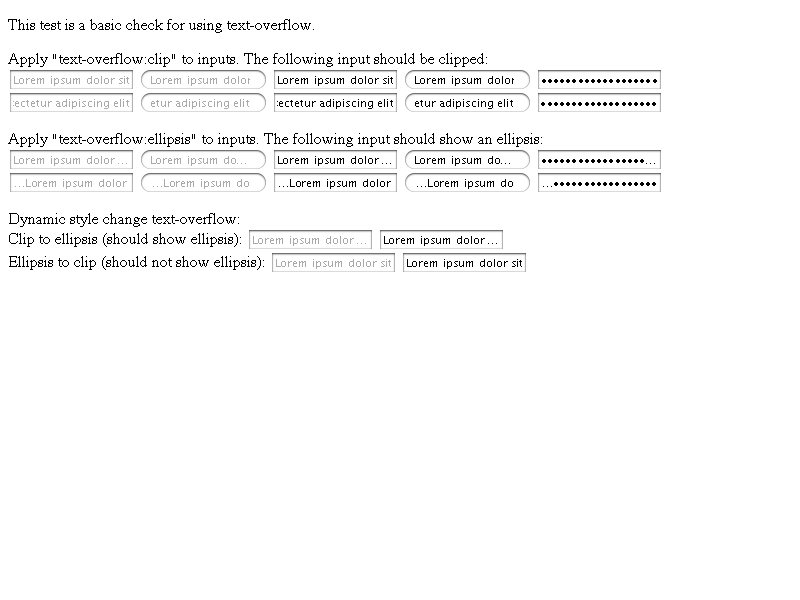 This test is a basic check for using text-overflow.
Apply "text-overflow:clip" to inputs. The following input should be clipped:
Lorem ipsum dolor sit Lorem ipsum dolor Lorem ipsum dolor sit Lorem ipsum dolor •••••••••••••••••••
ectetur adipiscing elit etur adipiscing elit ectetur adipiscing elit etur adipiscing elit •••••••••••••••••••
Apply "text-overflow:ellipsis" to inputs. The following input should show an ellipsis:
Lorem ipsum dolor... Lorem ipsum do... Lorem ipsum dolor... Lorem ipsum do... •••••••••••••••••...
...Lorem ipsum dolor ...Lorem ipsum do ...Lorem ipsum dolor ...Lorem ipsum do ...•••••••••••••••••
Dynamic style change text-overflow:
Clip to ellipsis (should show ellipsis): Lorem ipsum dolor... Lorem ipsum dolor...
Ellipsis to clip (should not show ellipsis): Lorem ipsum dolor sit Lorem ipsum dolor sit